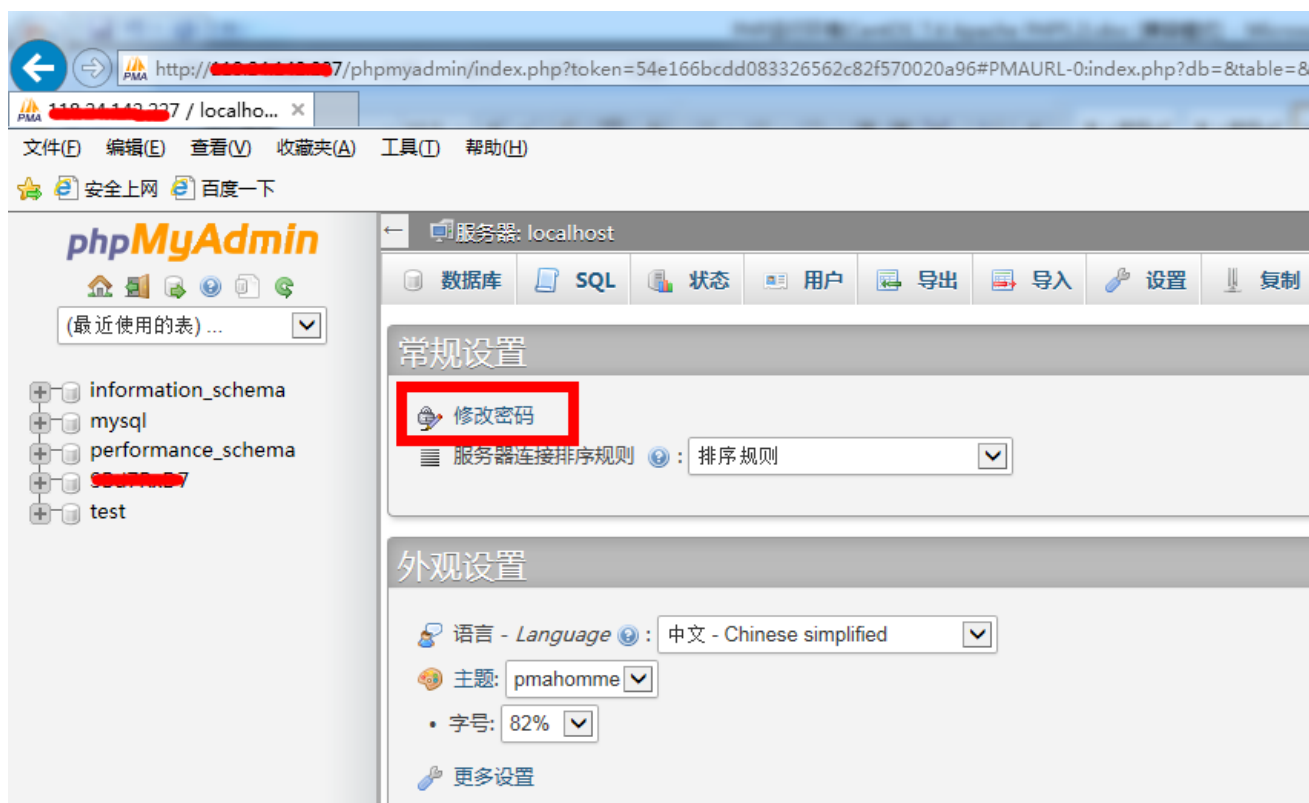 http://7/phpmyadmin/index.php?token=54e166bcdd083326562c82f570020a96#PMAURL-0:index.php?db=&table=&
7 / localho... ×
文件(F) 编辑(E) 查看(V) 收藏夹(A) 工具(T) 帮助(H)
安全上网 百度一下
phpMyAdmin
(最近使用的表) ...
information_schema
mysql
performance_schema
7
test
服务器: localhost
数据库 SQL 状态 用户 导出 导入 设置 复制
常规设置
修改密码
服务器连接排序规则 : 排序规则
外观设置
语言 - Language : 中文 - Chinese simplified
主题: pmahomme
• 字号: 82%
更多设置